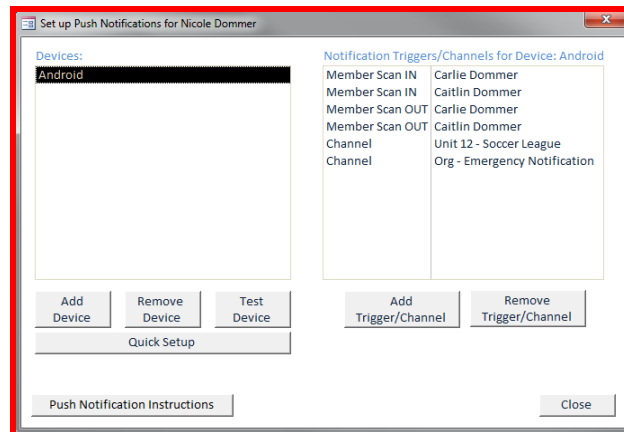 Set up Push Notifications for Nicole Dommer
Devices:
Android
Notification Triggers/Channels for Device: Android
Member Scan IN Carlie Dommer
Member Scan IN Caitlin Dommer
Member Scan OUT Carlie Dommer
Member Scan OUT Caitlin Dommer
Channel Unit 12 - Soccer League
Channel Org - Emergency Notification
Add
Device
Remove
Device
Test
Device
Quick Setup
Add
Trigger/Channel
Remove
Trigger/Channel
Push Notification Instructions
Close